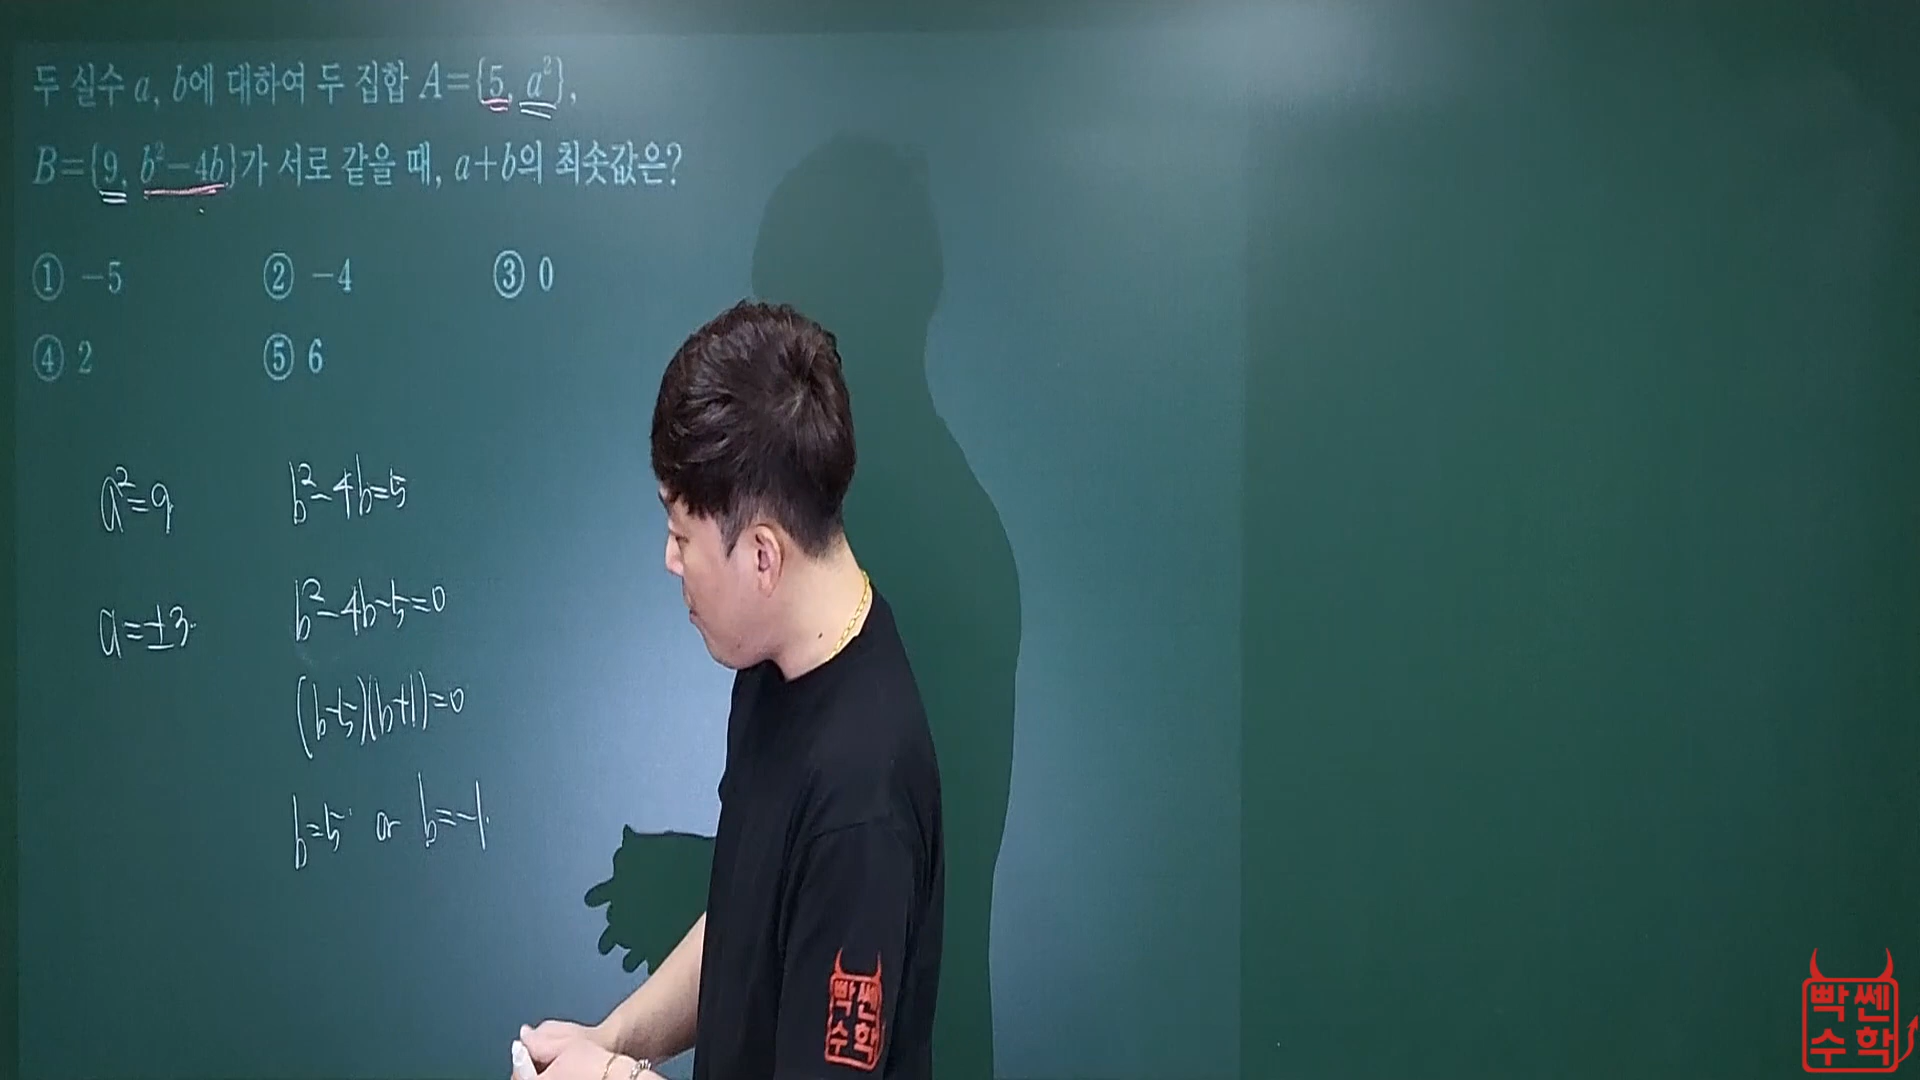 두 실수 a, b에 대하여 두 집합 A={5, a²},
B={9, b²-4b}가 서로 같을 때, a+b의 최솟값은?
① -5 ② -4 ③ 0
④ 2 ⑤ 6
a²=9
a=±3
b²-4b=5
b²-4b-5=0
(b-5)(b+1)=0
b=5 or b=-1
빡쎈
수학
빡쎈
수학